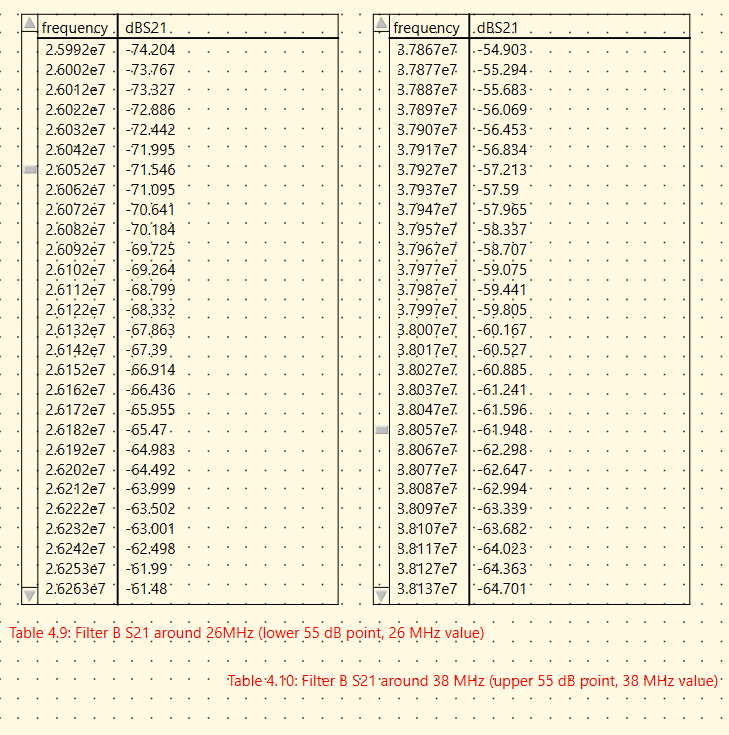 frequency dBS21
2.5992e7 -74.204
2.6002e7 -73.767
2.6012e7 -73.327
2.6022e7 -72.886
2.6032e7 -72.442
2.6042e7 -71.995
2.6052e7 -71.546
2.6062e7 -71.095
2.6072e7 -70.641
2.6082e7 -70.184
2.6092e7 -69.725
2.6102e7 -69.264
2.6112e7 -68.799
2.6122e7 -68.332
2.6132e7 -67.863
2.6142e7 -67.39
2.6152e7 -66.914
2.6162e7 -66.436
2.6172e7 -65.955
2.6182e7 -65.47
2.6192e7 -64.983
2.6202e7 -64.492
2.6212e7 -63.999
2.6222e7 -63.502
2.6232e7 -63.001
2.6242e7 -62.498
2.6253e7 -61.99
2.6263e7 -61.48
frequency dBS21
3.7867e7 -54.903
3.7877e7 -55.294
3.7887e7 -55.683
3.7897e7 -56.069
3.7907e7 -56.453
3.7917e7 -56.834
3.7927e7 -57.213
3.7937e7 -57.59
3.7947e7 -57.965
3.7957e7 -58.337
3.7967e7 -58.707
3.7977e7 -59.075
3.7987e7 -59.441
3.7997e7 -59.805
3.8007e7 -60.167
3.8017e7 -60.527
3.8027e7 -60.885
3.8037e7 -61.241
3.8047e7 -61.596
3.8057e7 -61.948
3.8067e7 -62.298
3.8077e7 -62.647
3.8087e7 -62.994
3.8097e7 -63.339
3.8107e7 -63.682
3.8117e7 -64.023
3.8127e7 -64.363
3.8137e7 -64.701
Table 4.9: Filter B S21 around 26MHz (lower 55 dB point, 26 MHz value)
Table 4.10: Filter B S21 around 38 MHz (upper 55 dB point, 38 MHz value)